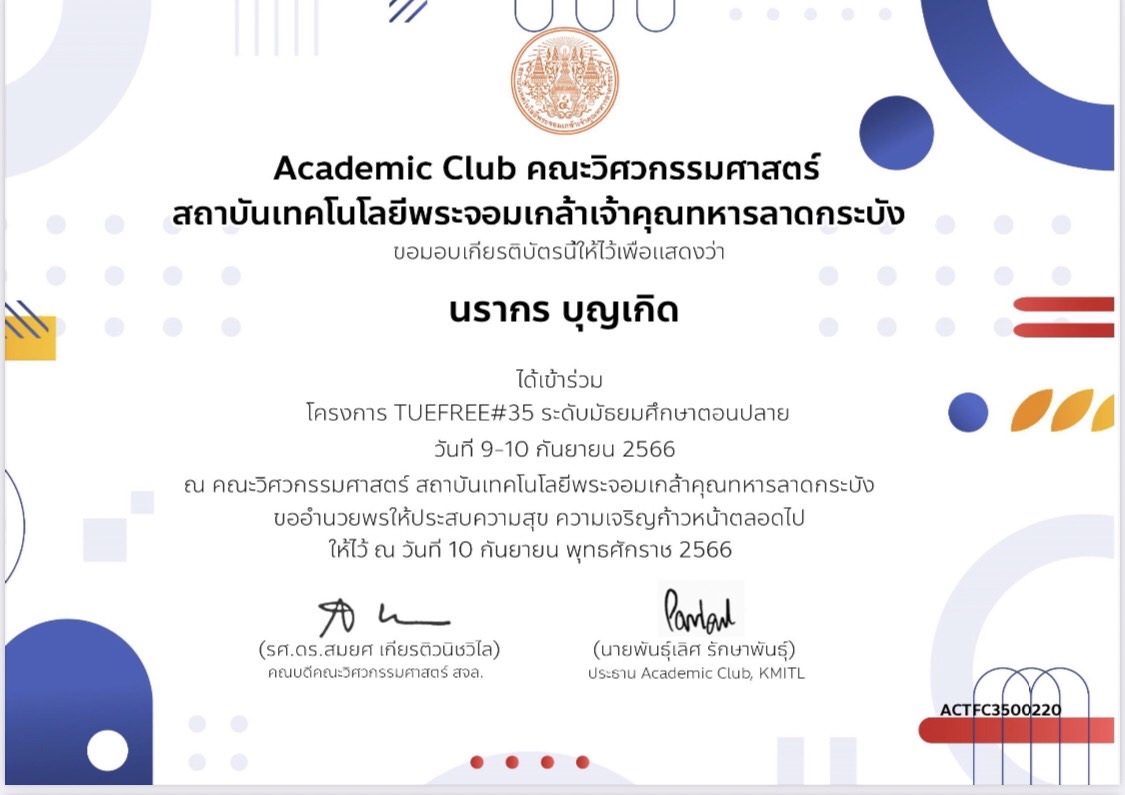 Academic Club คณะวิศวกรรมศาสตร์
สถาบันเทคโนโลยีพระจอมเกล้าเจ้าคุณทหารลาดกระบัง
ขอมอบเกียรติบัตรนี้ให้ไว้เพื่อแสดงว่า
นรากร บุญเกิด
ได้เข้าร่วม
โครงการ TUEFREE#35 ระดับมัธยมศึกษาตอนปลาย
วันที่ 9-10 กันยายน 2566
ณ คณะวิศวกรรมศาสตร์ สถาบันเทคโนโลยีพระจอมเกล้าคุณทหารลาดกระบัง
ขออำนวยพรให้ประสบความสุข ความเจริญก้าวหน้าตลอดไป
ให้ไว้ ณ วันที่ 10 กันยายน พุทธศักราช 2566
(รศ.ดร.สมยศ เกียรติวนิชวิไล)
คณบดีคณะวิศวกรรมศาสตร์ สจล.
(นายพันธุ์เลิศ รักษาพันธุ์)
ประธาน Academic Club, KMITL
ACTFC3500220